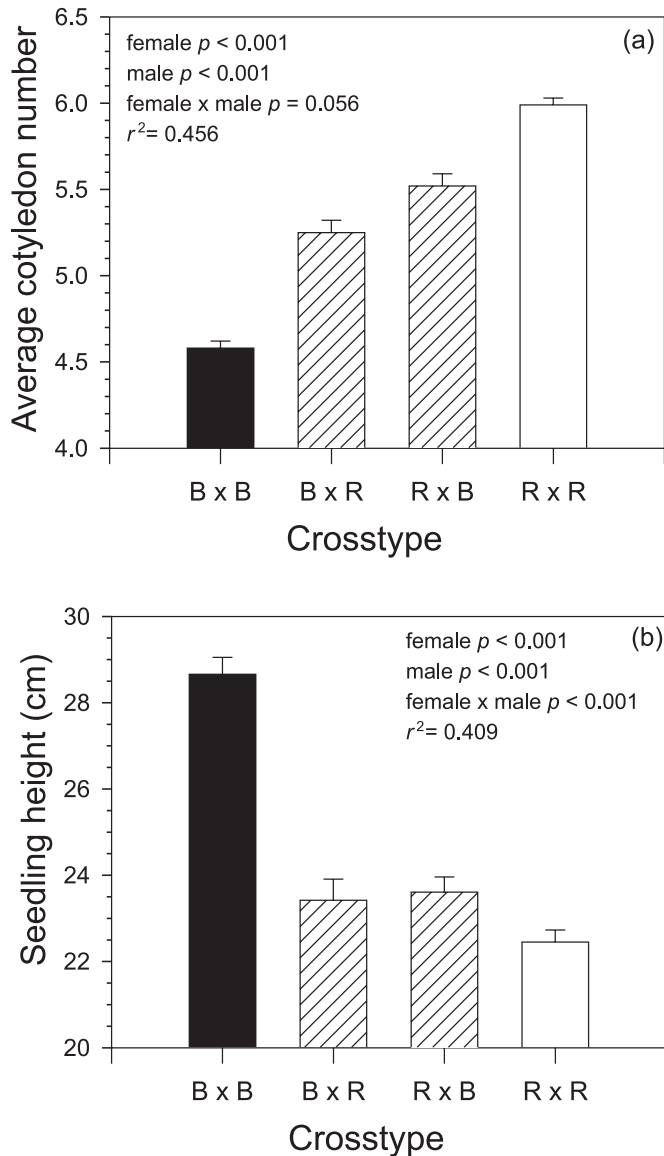 (a)
female p < 0.001
male p < 0.001
female x male p = 0.056
r²= 0.456
Average cotyledon number
6.5
6.0
5.5
5.0
4.5
4.0
B x B B x R R x B R x R
Crosstype
(b)
female p < 0.001
male p < 0.001
female x male p < 0.001
r²= 0.409
Seedling height (cm)
30
28
26
24
22
20
B x B B x R R x B R x R
Crosstype